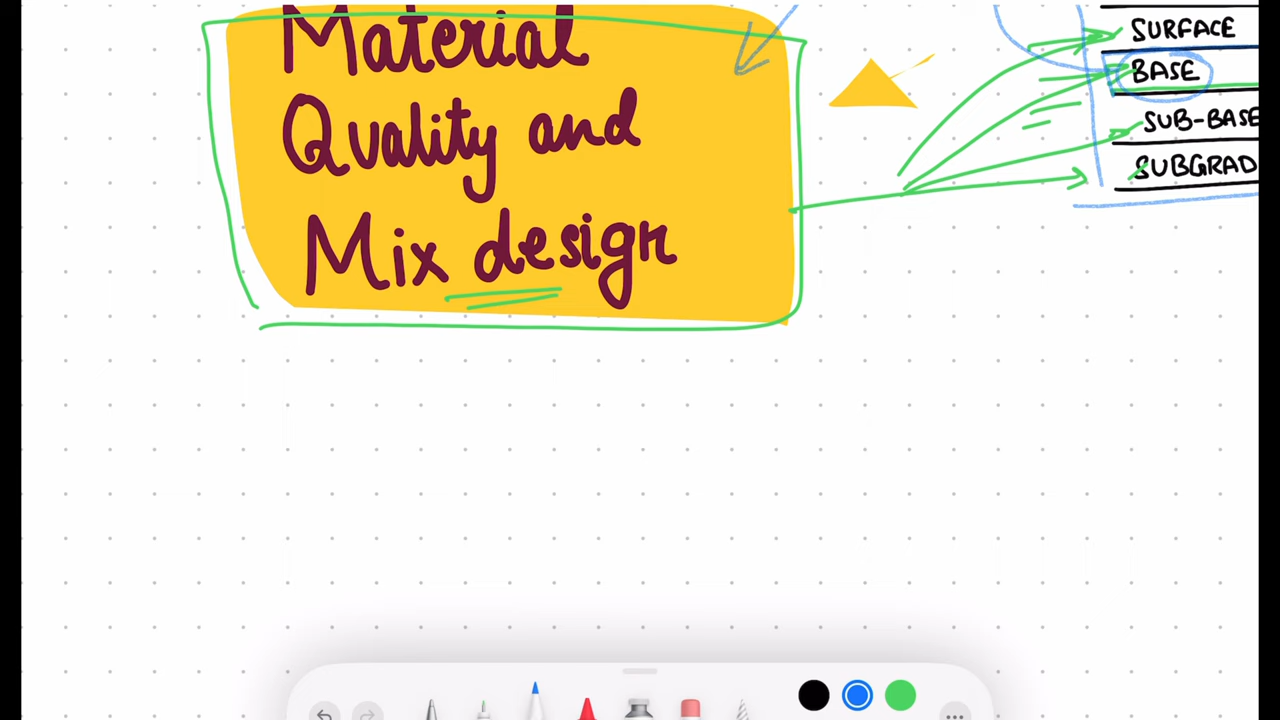 Material
Quality and
Mix design
SURFACE
BASE
SUB-BASE
SUBGRAD